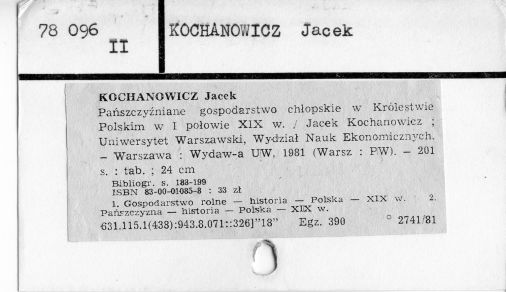 78 096
II
KOCHANOWICZ Jacek
KOCHANOWICZ Jacek
Pańszczyźniane gospodarstwo chłopskie w Królestwie
Polskim w I połowie XIX w. / Jacek Kochanowicz ;
Uniwersytet Warszawski, Wydział Nauk Ekonomicznych.
– Warszawa : Wydaw-a UW, 1981 (Warsz : PW). – 201
s. : tab. ; 24 cm
Bibliogr. s. 183-199
ISBN 83-00-01085-8 : 33 zł
1. Gospodarstwo rolne — historia — Polska — XIX w. 2.
Pańszczyzna — historia — Polska — XIX w.
631.115.1(438):943.8.071::326]"18" Egz. 390 ° 2741/81